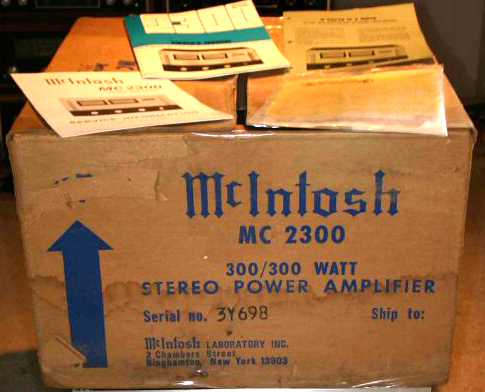 McIntosh
MC 2300
McIntosh
MC 2300
300/300 WATT
STEREO POWER AMPLIFIER
Serial no. 3Y698 Ship to:
McIntosh LABORATORY INC.
2 Chambers Street
Binghamton, New York 13903